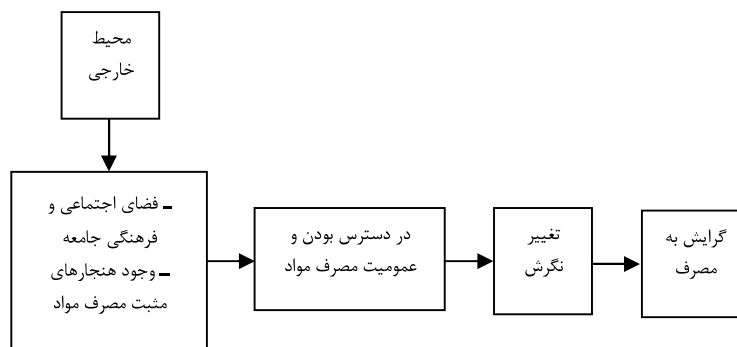 محیط
خارجی
- فضای اجتماعی و
فرهنگی جامعه
- وجود هنجارهای
مثبت مصرف مواد
در دسترس بودن و
عمومیت مصرف مواد
تغییر
نگرش
گرایش به
مصرف